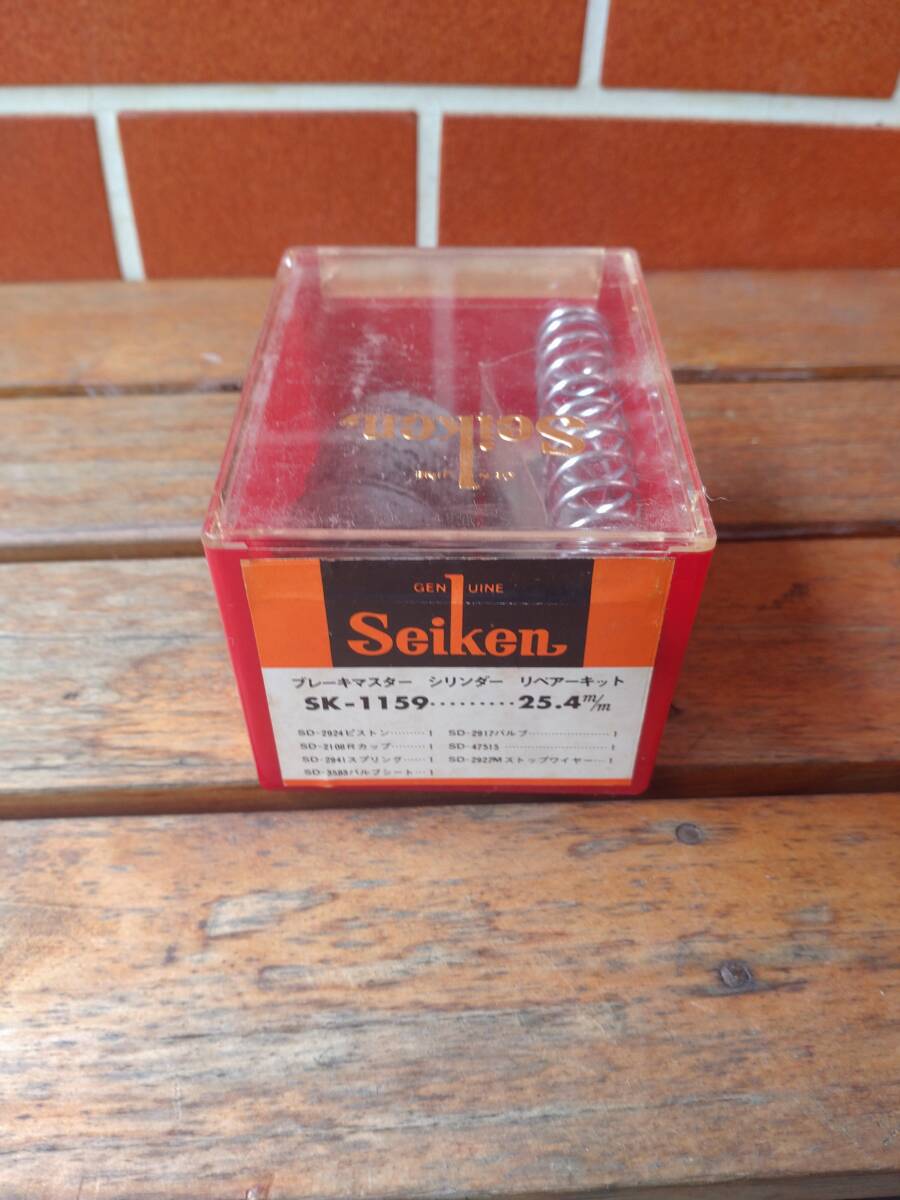 Seiken
GENUINE
GENUINE
Seiken
ブレーキマスター シリンダー リペアーキット
SK-1159.........25.4 m/m
SD-2924ピストン………1 SD-2917バルブ…………………1
SD-2108Rカップ………1 SD-47515…………………………1
SD-2941スプリング……1 SD-2922Mストップワイヤー…1
SD-3583バルブシート…1